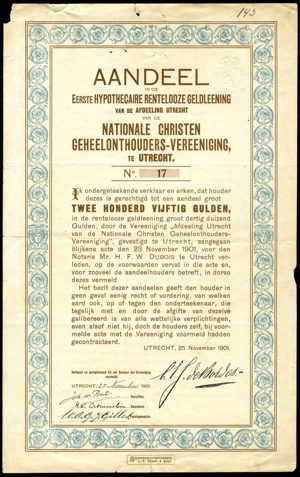 143
AANDEEL
IN DE
EERSTE HYPOTHECAIRE RENTELOOZE GELDLEENING
VAN DE AFDEELING UTRECHT
VAN DE
NATIONALE CHRISTEN
GEHEELONTHOUDERS-VEREENIGING,
TE UTRECHT.
No. 17
Ik ondergeteekende verklaar en erken, dat houder
dezes is gerechtigd tot een aandeel groot
TWEE HONDERD VIJFTIG GULDEN,
in de rentelooze geldleening groot dertig duizend
Gulden, door de Vereeniging „Afdeeling Utrecht
van de Nationale Christen Geheelonthouders-
Vereeniging", gevestigd te Utrecht, aangegaan
blijkens acte den 23 November 1901, voor den
Notaris Mr. H. F. W. DUBOIS te Utrecht ver-
leden, op de voorwaarden vervat in die acte en,
voor zooveel de aandeelhouders betreft, in dorso
dezes vermeld
Het bezit dezer aandeelen geeft den houder in
geen geval eenig recht of vordering, van welken
aard ook, op of tegen den ondergeteekenaar, die
tegelijk met en door de afgifte van dezelve
gelibereerd is van alle wettelijke verplichtingen,
even alsof niet hij, doch de houders zelf, bij voor-
melde acte met de Vereeniging voormeld hadden
gecontracteerd.
UTRECHT, 25 November 1901.
UTRECHT, 25 November 1901.
Voorzitter.
Secretaris.